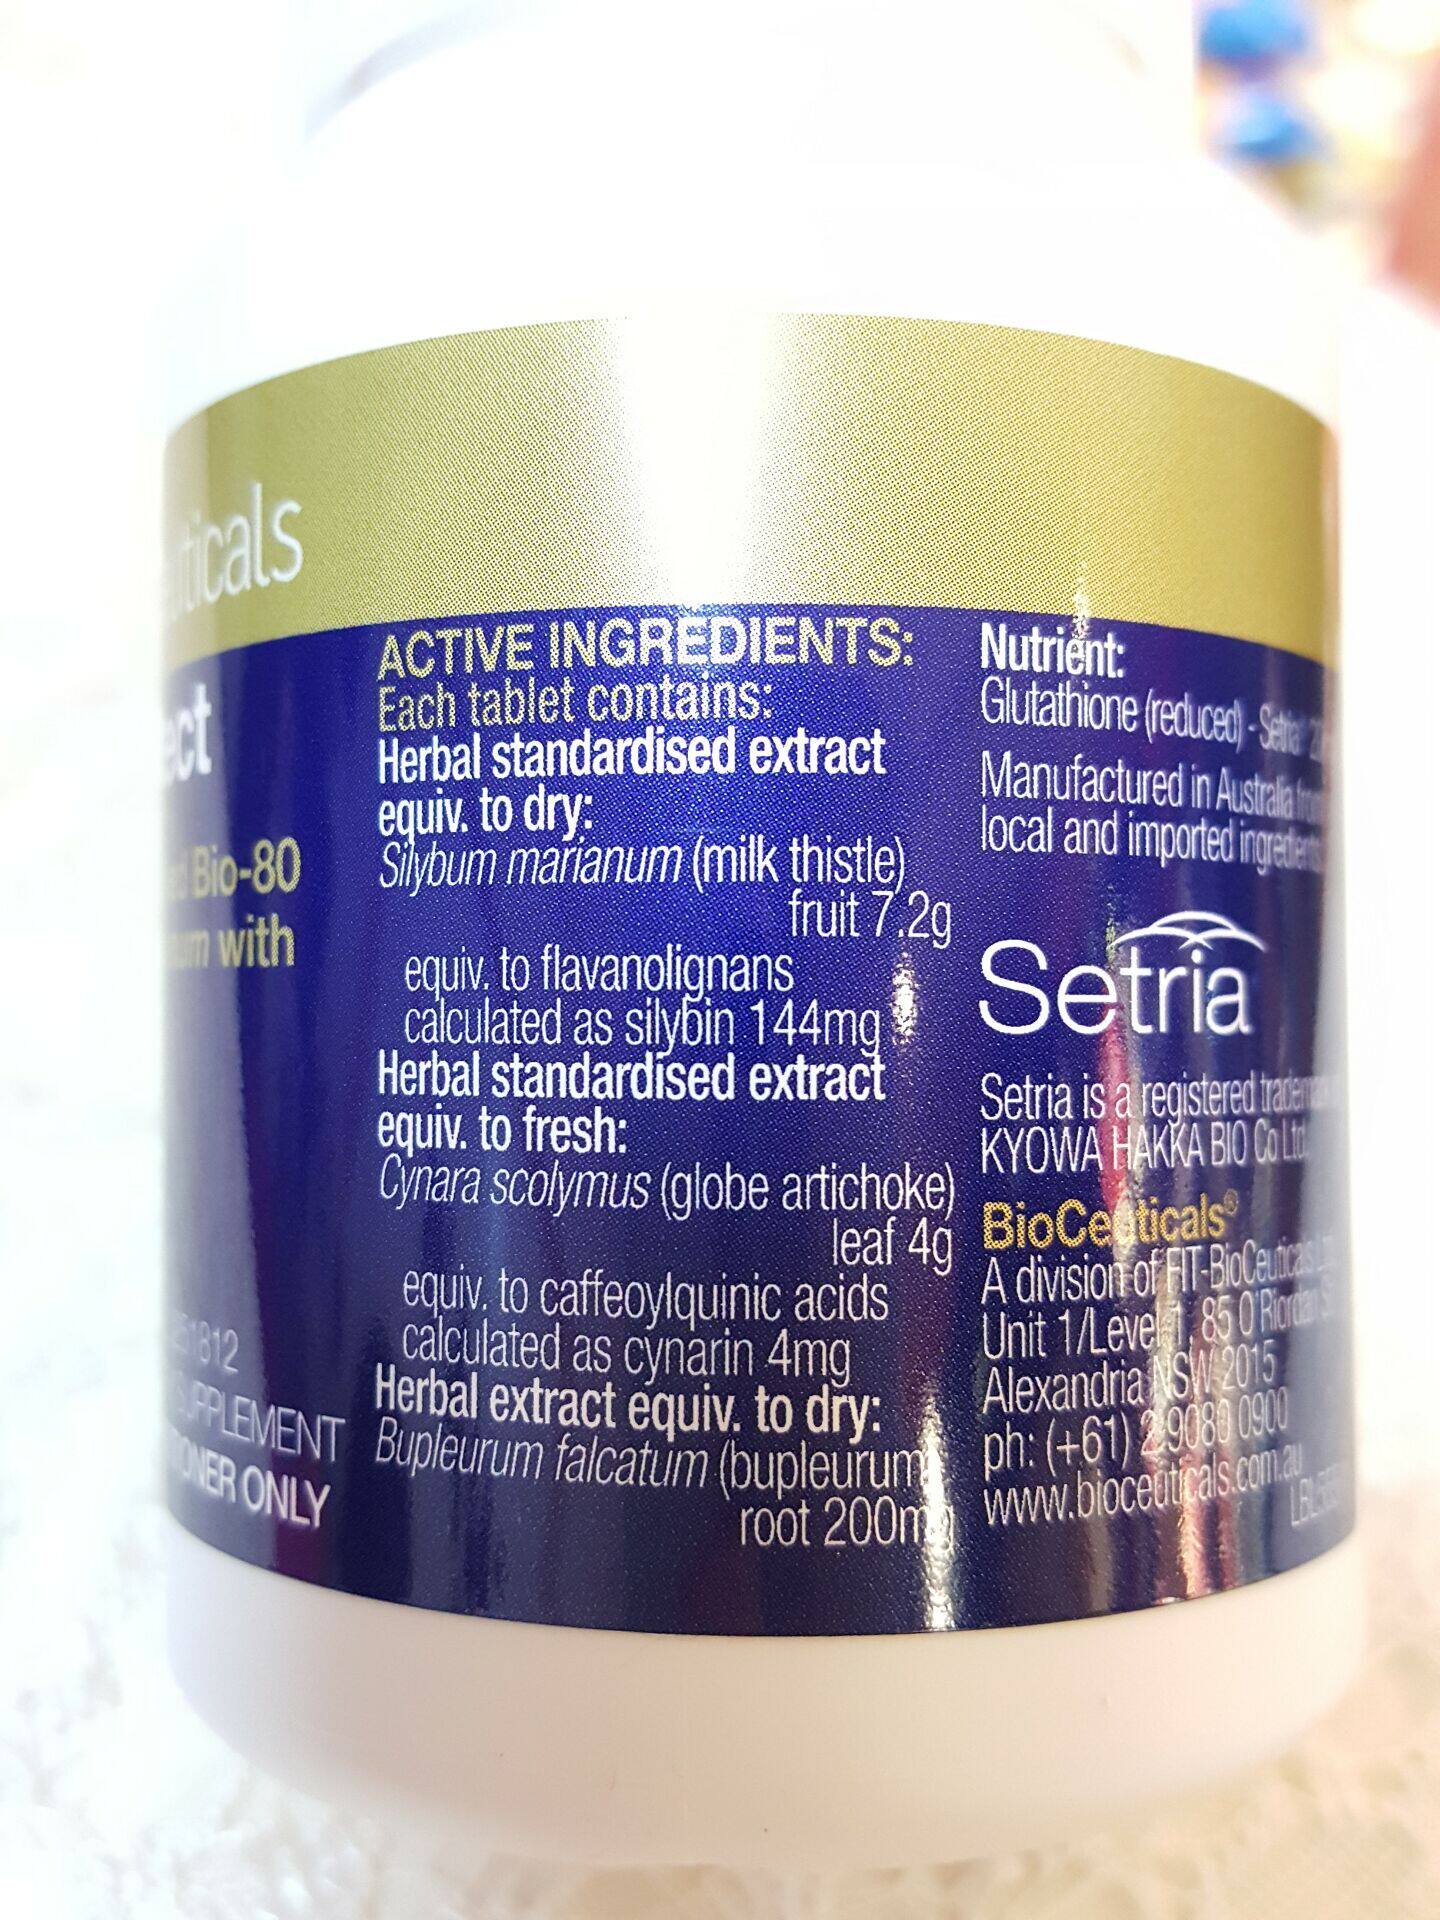 ticals
ect
Bio-80
with
51812
SUPPLEMENT
ONER ONLY
ACTIVE INGREDIENTS:
Each tablet contains:
Herbal standardised extract
equiv. to dry:
Silybum marianum (milk thistle)
fruit 7.2g
equiv. to flavanolignans
calculated as silybin 144mg
Herbal standardised extract
equiv. to fresh:
Cynara scolymus (globe artichoke)
leaf 4g
equiv. to caffeoylquinic acids
calculated as cynarin 4mg
Herbal extract equiv. to dry:
Bupleurum falcatum (bupleurum)
root 200mg
Nutrient:
Glutathione (reduced) - Setria
Manufactured in Australia from
local and imported ingredients
Setria
Setria is a registered
KYOWA HAKKA BIO Co Ltd.
BioCeuticals®
A division of FIT-BioCeuticals
Unit 1/Level 1, 85 O'Riordan St
Alexandria NSW 2015
ph: (+61) 2 9080 0900
www.bioceuticals.com.au